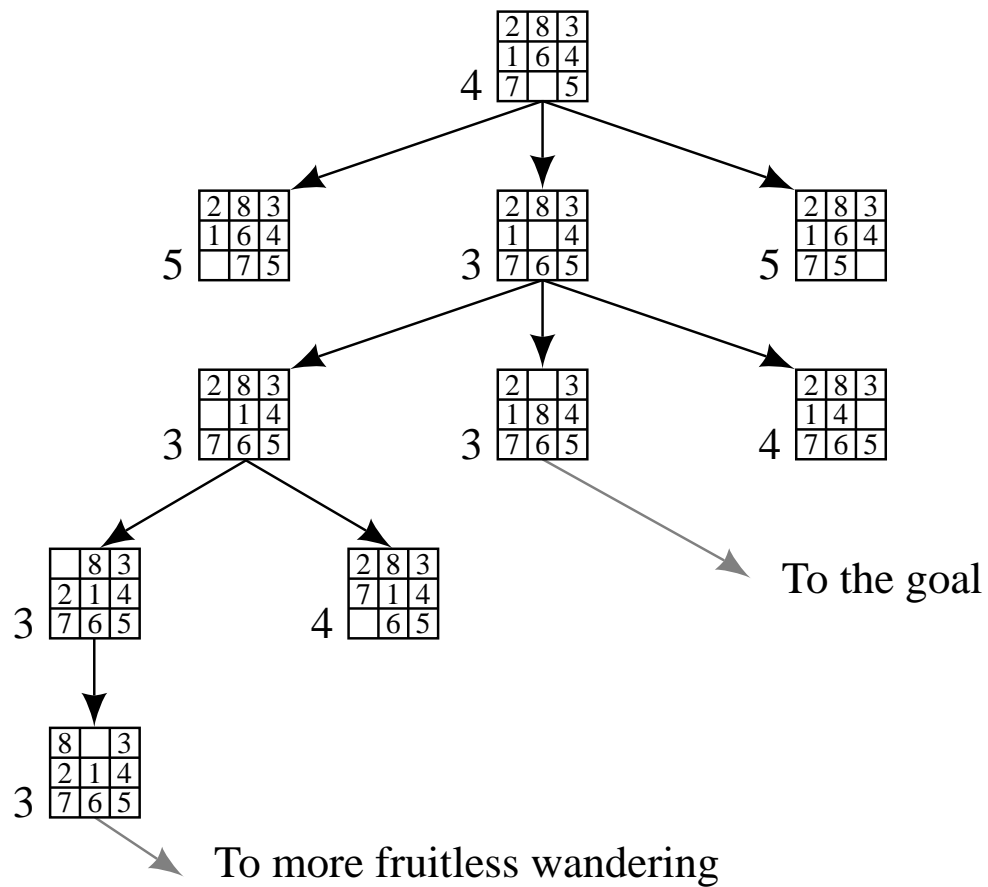 2 8 3
1 6 4
4 7 5
2 8 3 2 8 3 2 8 3
1 6 4 1 4 1 6 4
5 7 5 3 7 6 5 5 7 5
2 8 3 2 3 2 8 3
1 4 1 8 4 1 4
3 7 6 5 3 7 6 5 4 7 6 5
8 3 2 8 3
2 1 4 7 1 4
3 7 6 5 4 6 5
To the goal
8 3
2 1 4
3 7 6 5
To more fruitless wandering